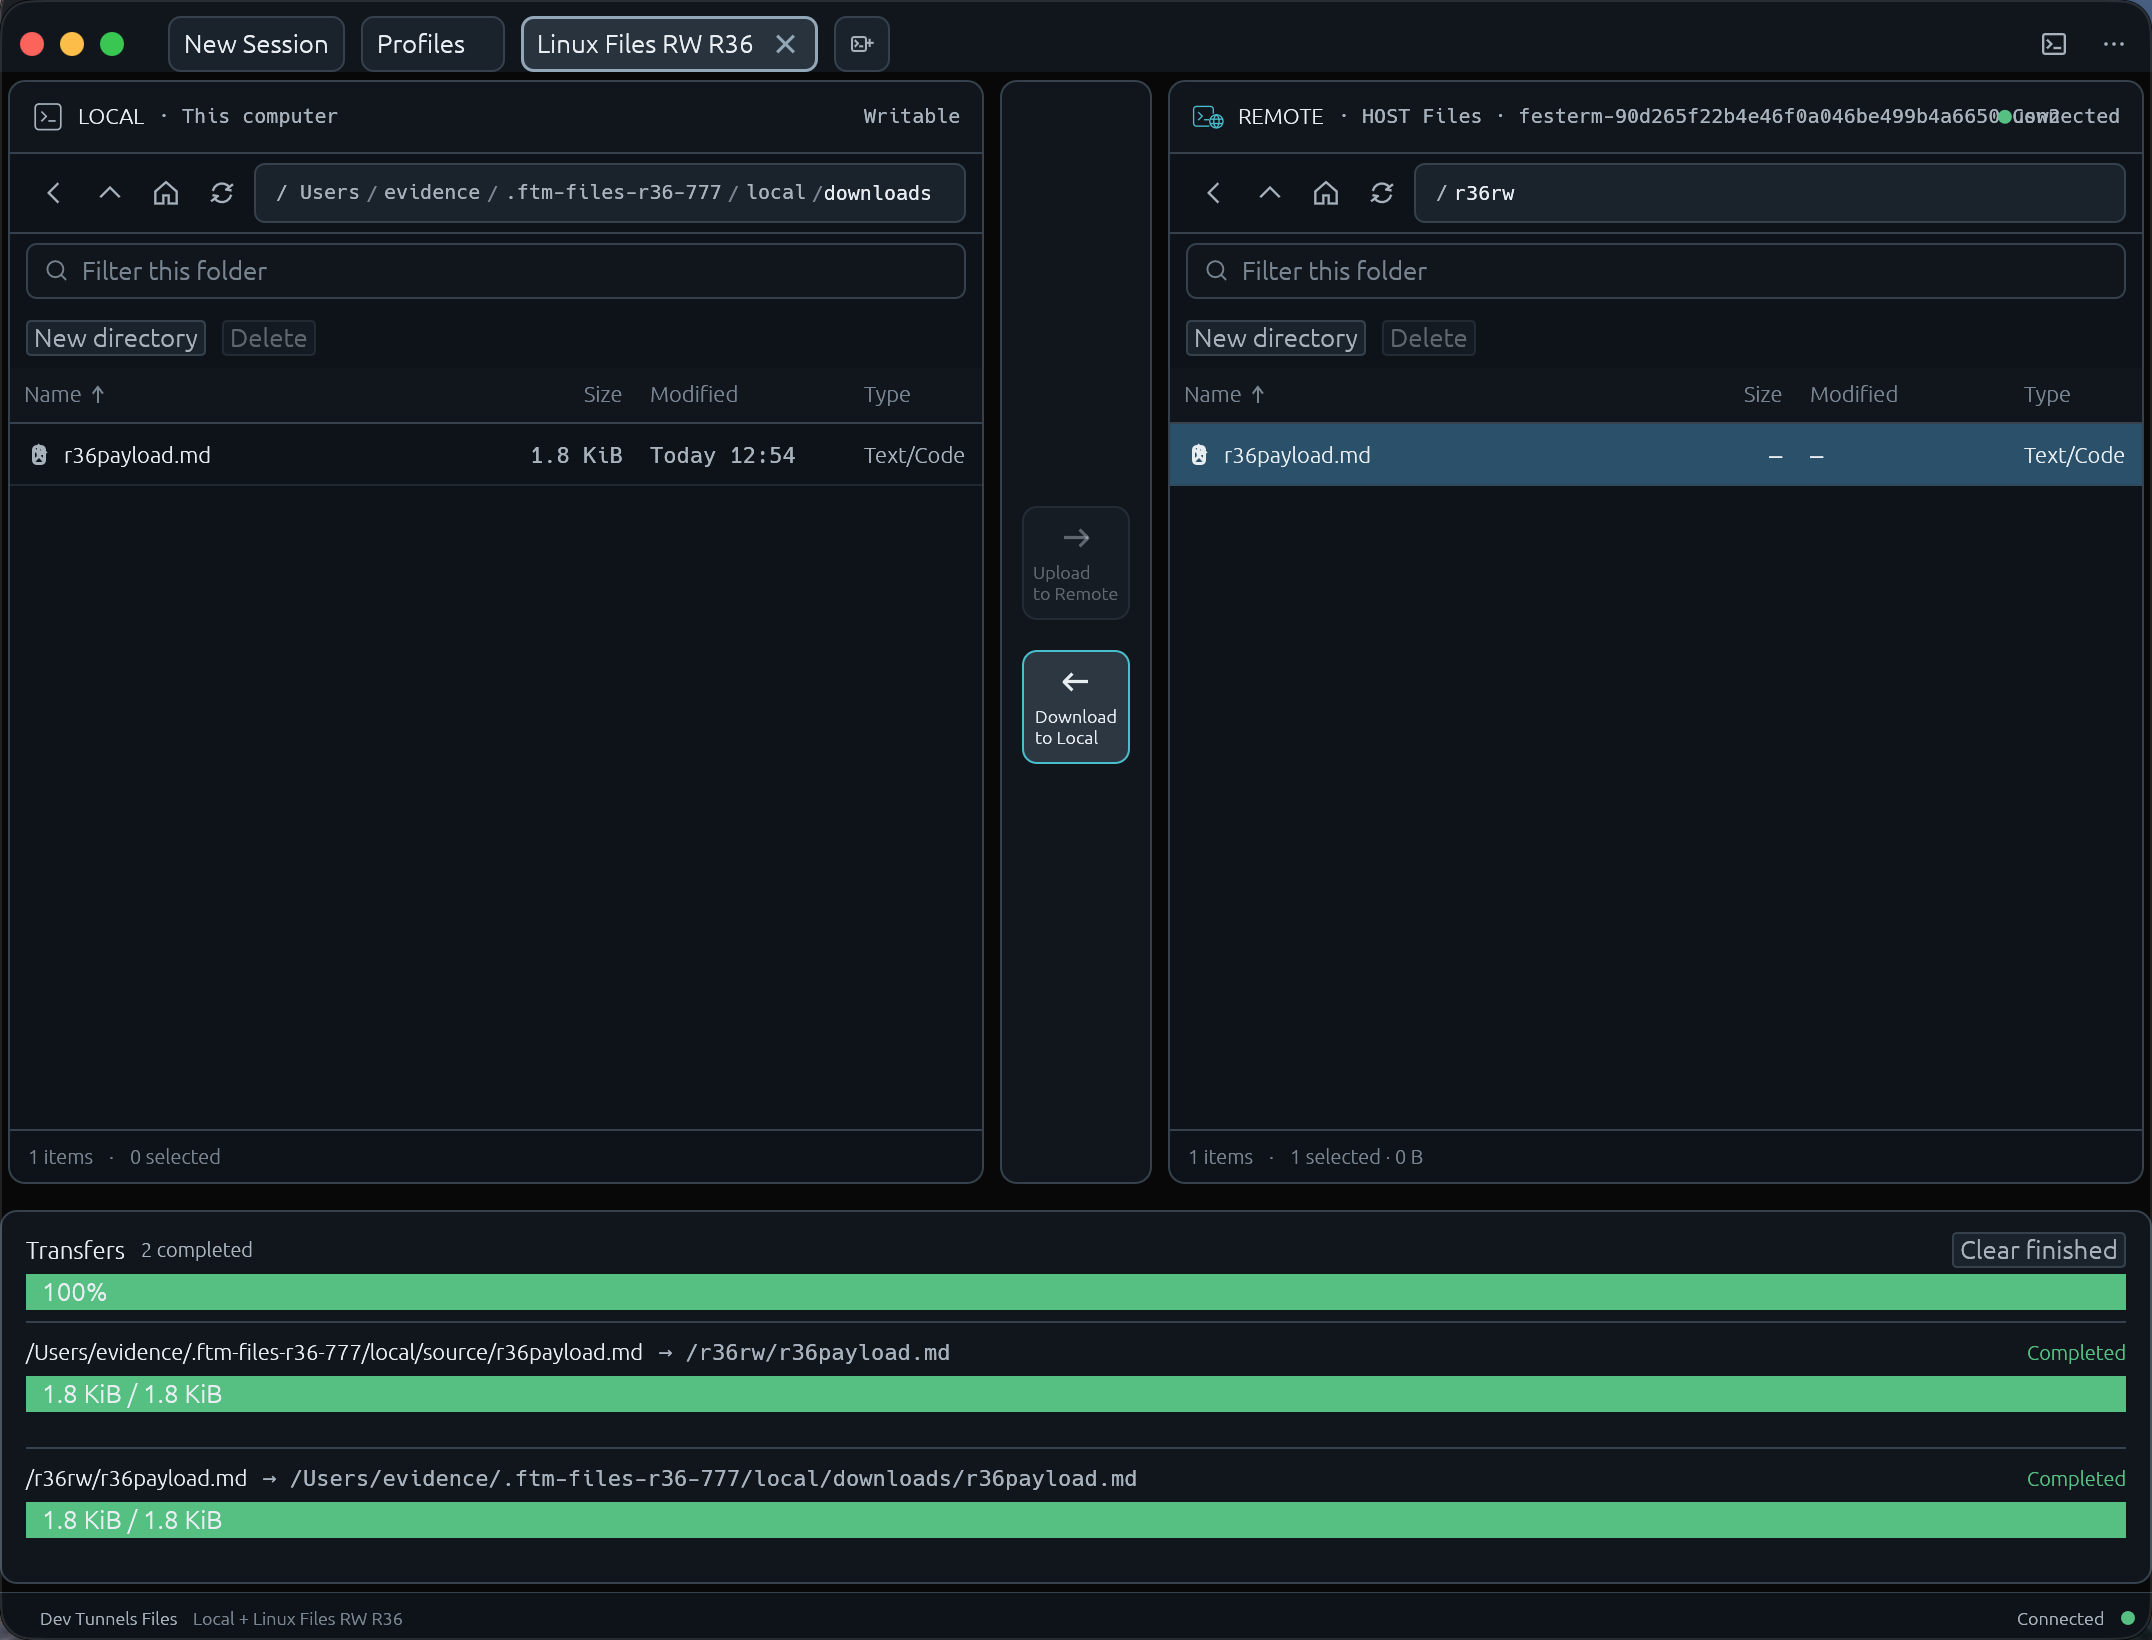 New Session
Profiles
Linux Files RW R36
LOCAL · This computer
Writable
/ Users / evidence / .ftm-files-r36-777 / local / downloads
Filter this folder
New directory
Delete
Name ↑
Size
Modified
Type
r36payload.md
1.8 KiB
Today 12:54
Text/Code
1 items · 0 selected
→
Upload
to Remote
←
Download
to Local
REMOTE · HOST Files · festerm-90d265f22b4e46f0a046be499b4a6650
Connected
/ r36rw
Filter this folder
New directory
Delete
Name ↑
Size
Modified
Type
r36payload.md
—
—
Text/Code
1 items · 1 selected · 0 B
Transfers 2 completed
Clear finished
100%
/Users/evidence/.ftm-files-r36-777/local/source/r36payload.md → /r36rw/r36payload.md
Completed
1.8 KiB / 1.8 KiB
/r36rw/r36payload.md → /Users/evidence/.ftm-files-r36-777/local/downloads/r36payload.md
Completed
1.8 KiB / 1.8 KiB
Dev Tunnels Files Local + Linux Files RW R36
Connected